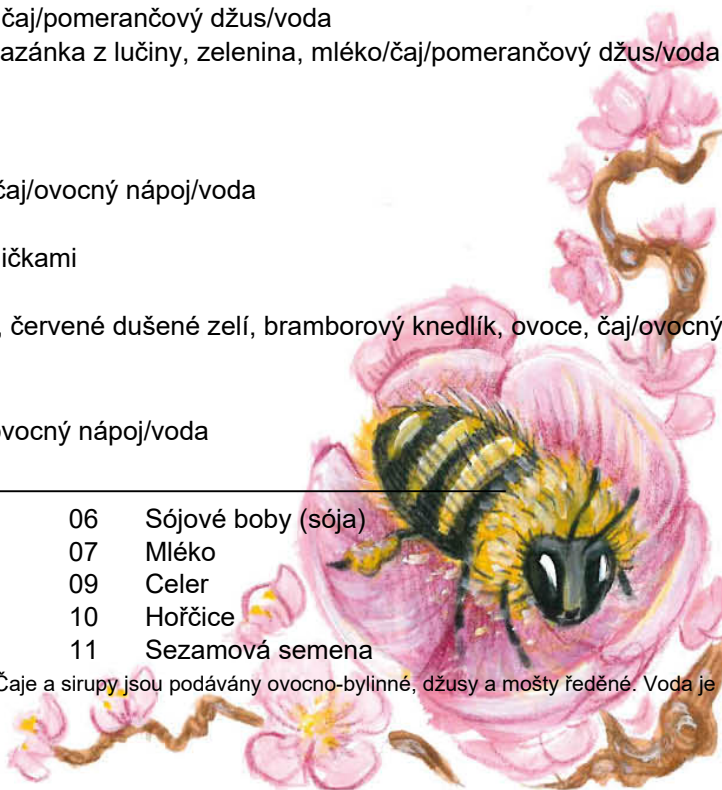 čaj/pomerančový džus/voda
azánka z lučiny, zelenina, mléko/čaj/pomerančový džus/voda
čaj/ovocný nápoj/voda
ičkami
, červené dušené zelí, bramborový knedlík, ovoce, čaj/ovocný
ovocný nápoj/voda
06 Sójové boby (sója)
07 Mléko
09 Celer
10 Hořčice
11 Sezamová semena
Čaje a sirupy jsou podávány ovocno-bylinné, džusy a mošty ředěné. Voda je